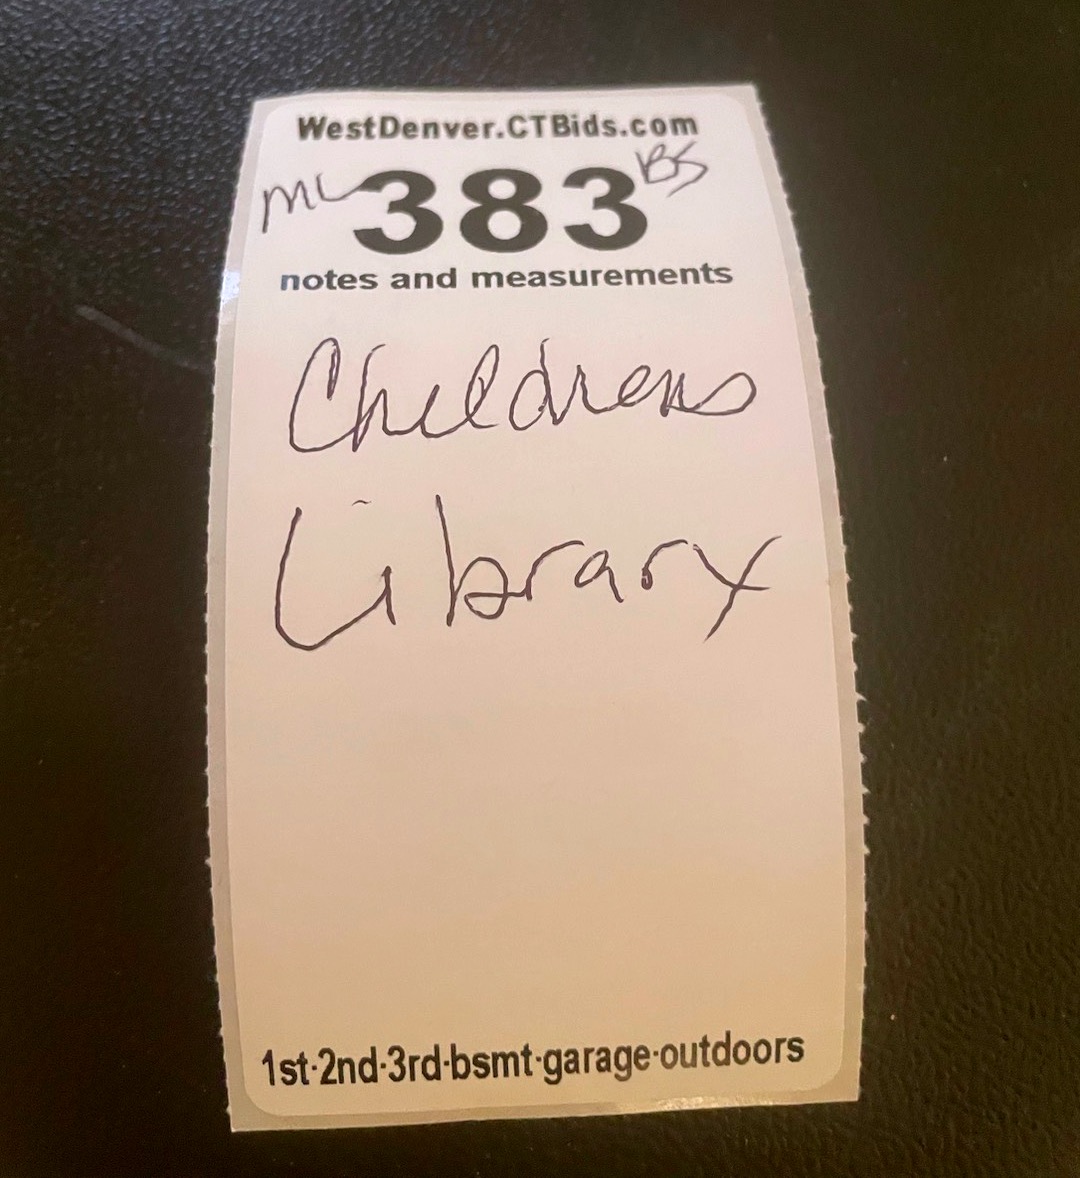 WestDenver.CTBids.com
ML 383 BS
notes and measurements
Childrens
Library
1st·2nd·3rd·bsmt·garage·outdoors